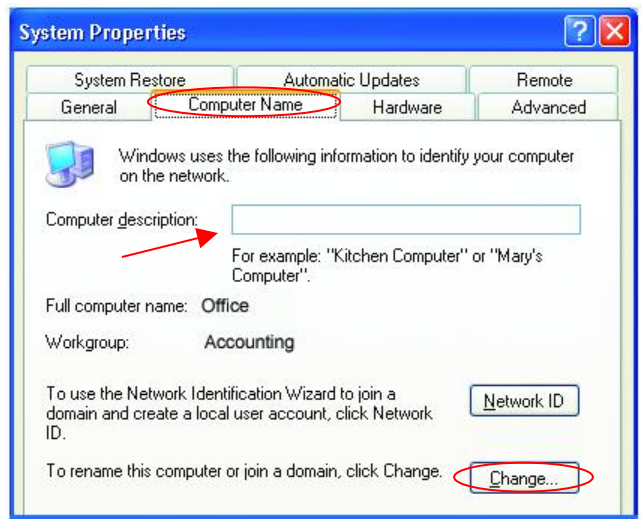 System Properties
System Restore
Automatic Updates
Remote
General
Computer Name
Hardware
Advanced
Windows uses the following information to identify your computer
on the network.
Computer description:
For example: "Kitchen Computer" or "Mary's
Computer".
Full computer name: Office
Workgroup: Accounting
To use the Network Identification Wizard to join a
domain and create a local user account, click Network
ID.
Network ID
To rename this computer or join a domain, click Change.
Change...